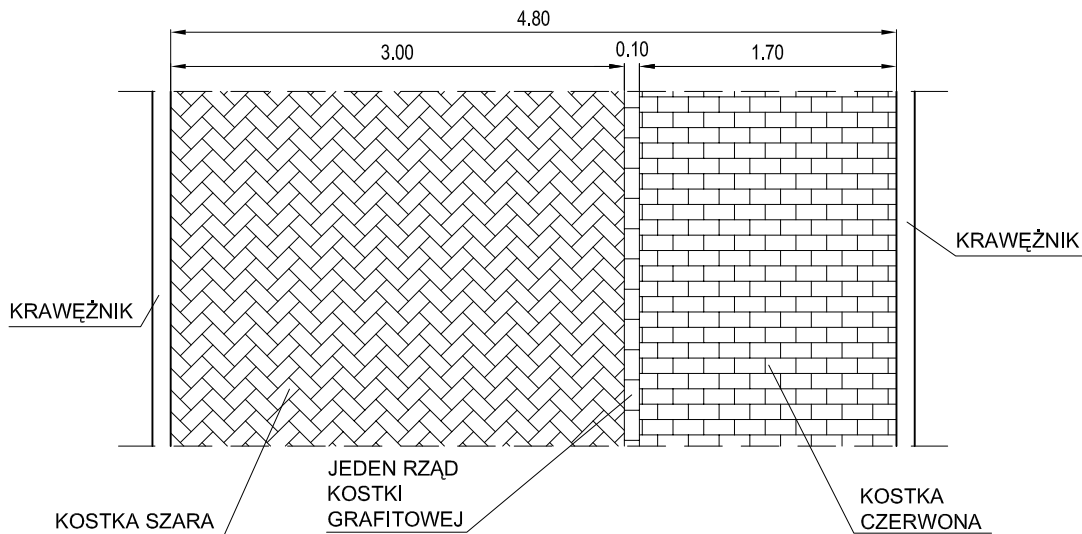 4.80
3.00
0.10
1.70
KRAWĘŻNIK
KRAWĘŻNIK
KOSTKA SZARA
JEDEN RZĄD
KOSTKI
GRAFITOWEJ
KOSTKA
CZERWONA